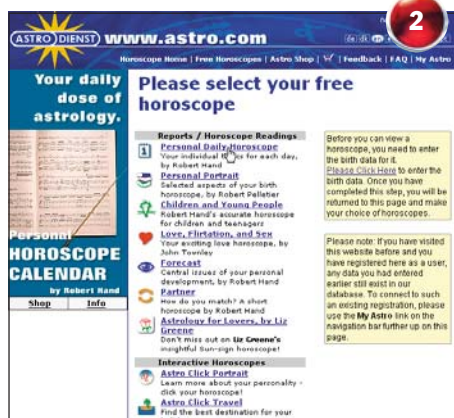 2
ASTRO DIENST
www.astro.com
Horoscope Home | Free Horoscopes | Astro Shop | | Feedback | FAQ | My Astro
Your daily
dose of
astrology.
Personal
HOROSCOPE
CALENDAR
by Robert Hand
Shop Info
Please select your free
horoscope
Reports / Horoscope Readings
Personal Daily Horoscope
Your individual for each day,
by Robert Hand
Personal Portrait
Selected aspects of your birth
horoscope, by Robert Pelletier
Children and Young People
Robert Hand's accurate horoscope
for children and teenagers
Love, Flirtation, and Sex
Your exciting love horoscope, by
John Townley
Forecast
Central issues of your personal
development, by Robert Hand
Partner
How do you match? A short
horoscope by Robert Hand
Astrology for Lovers, by Liz
Greene
Don't miss out on Liz Greene's
insightful Sun-sign horoscope!
Interactive Horoscopes
Astro Click Portrait
Learn more about your personality -
click your horoscope!
Astro Click Travel
Find the best destination for your
Before you can view a
horoscope, you need to enter
the birth data for it.
Please Click Here to enter the
birth data. Once you have
completed this step, you will be
returned to this page and make
your choice of horoscopes.
Please note: If you have visited
this website before and you
have registered here as a user,
any data you had entered
earlier still exist in our
database. To connect to such
an existing registration, please
use the My Astro link on the
navigation bar further up on this
page.